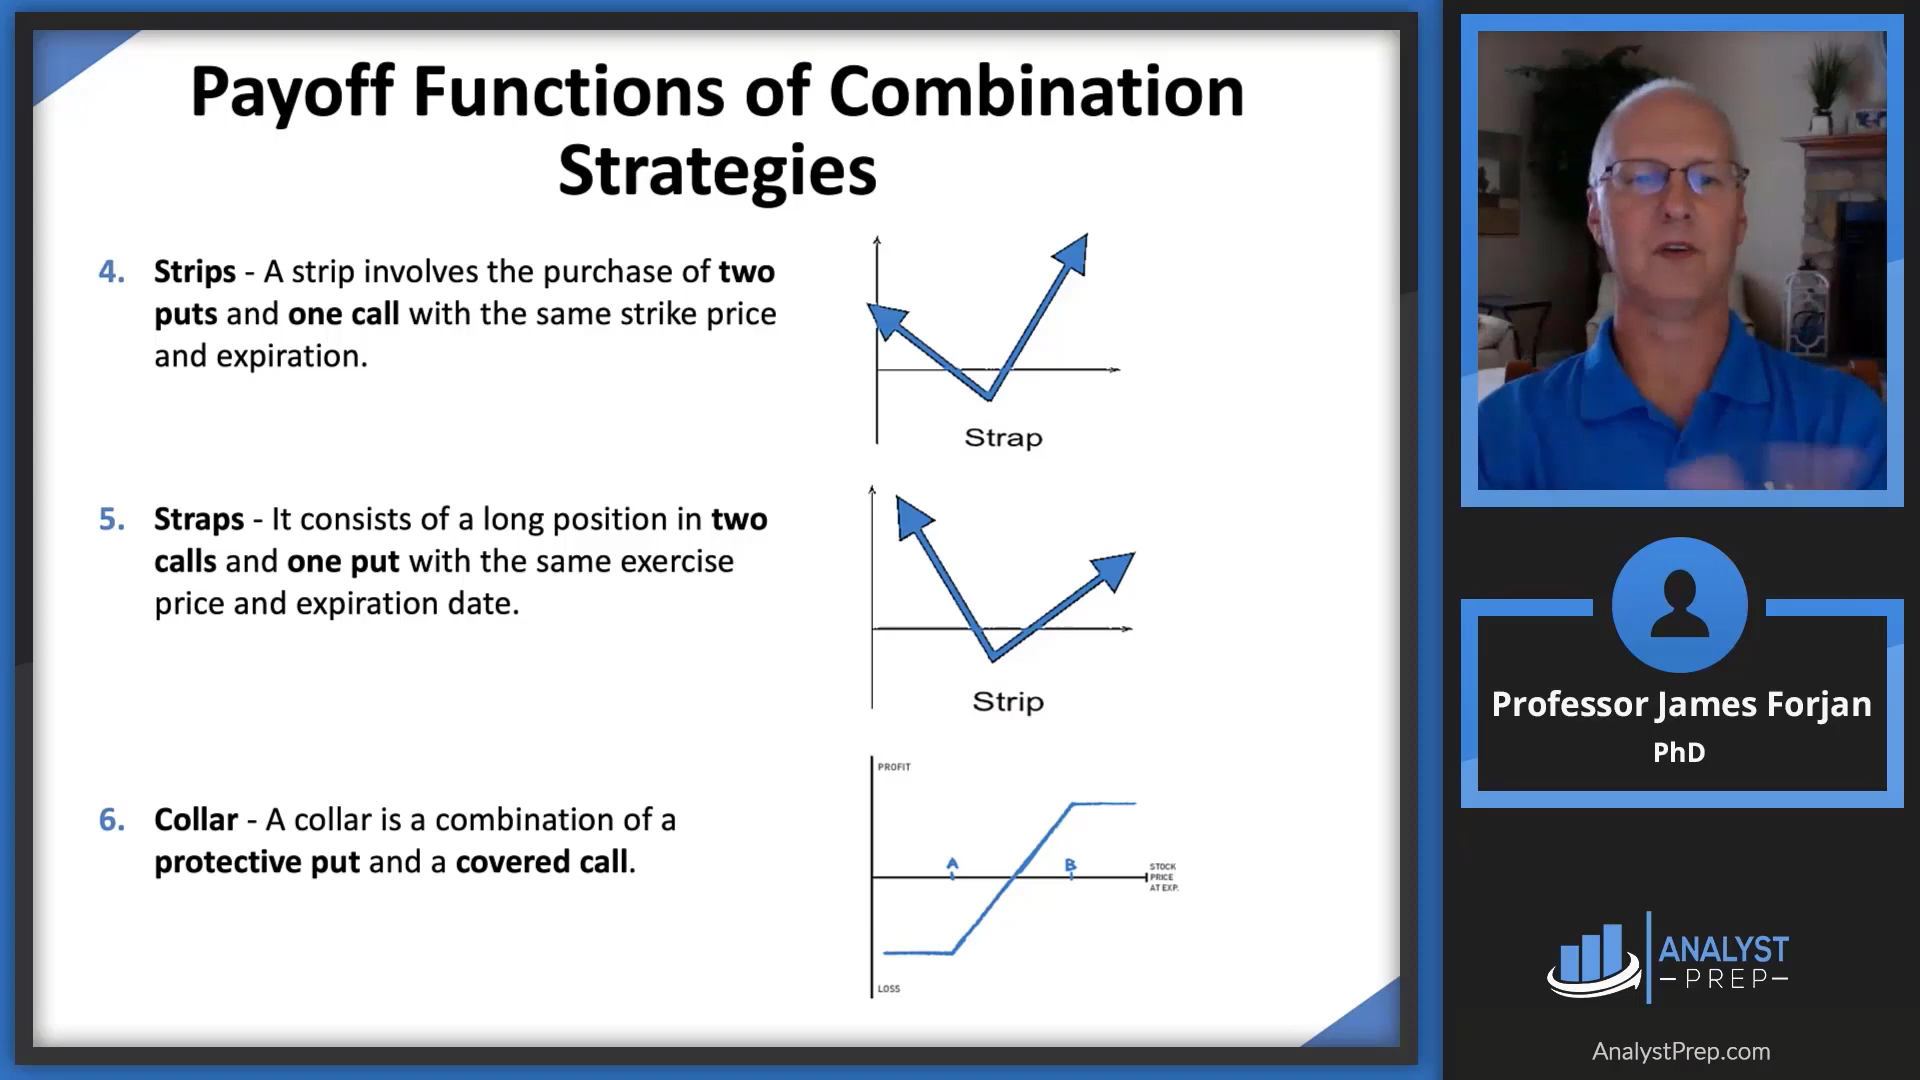 Payoff Functions of Combination
Strategies
4. Strips - A strip involves the purchase of two
puts and one call with the same strike price
and expiration.
Strap
5. Straps - It consists of a long position in two
calls and one put with the same exercise
price and expiration date.
Strip
6. Collar - A collar is a combination of a
protective put and a covered call.
PROFIT
A
B
STOCK
PRICE
AT EXP.
LOSS
Professor James Forjan
PhD
ANALYST
PREP
AnalystPrep.com